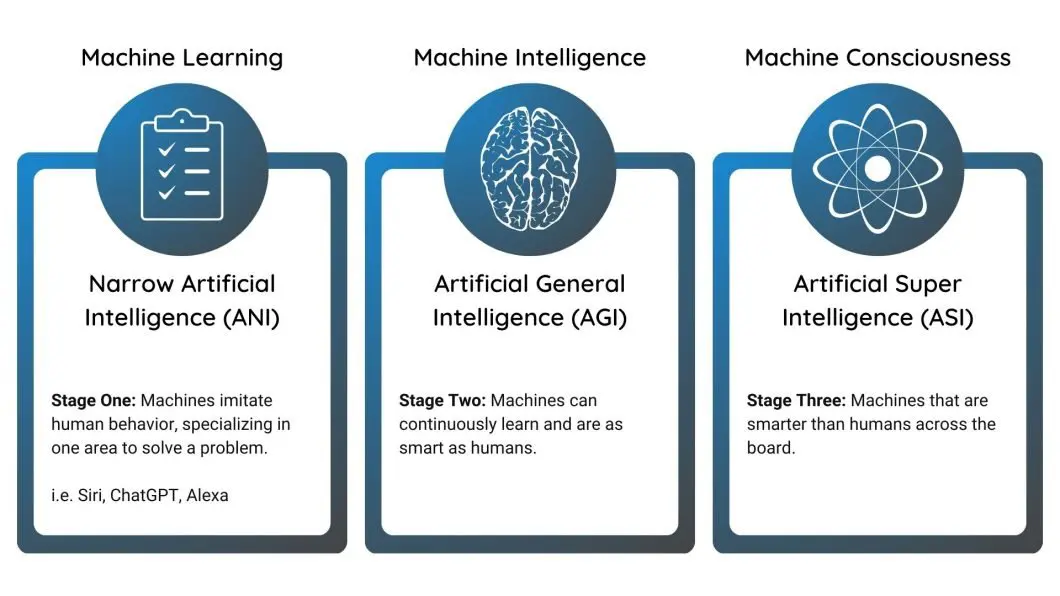 Machine Learning
Narrow Artificial
Intelligence (ANI)
Stage One: Machines imitate
human behavior, specializing in
one area to solve a problem.
i.e. Siri, ChatGPT, Alexa
Machine Intelligence
Artificial General
Intelligence (AGI)
Stage Two: Machines can
continuously learn and are as
smart as humans.
Machine Consciousness
Artificial Super
Intelligence (ASI)
Stage Three: Machines that are
smarter than humans across the
board.